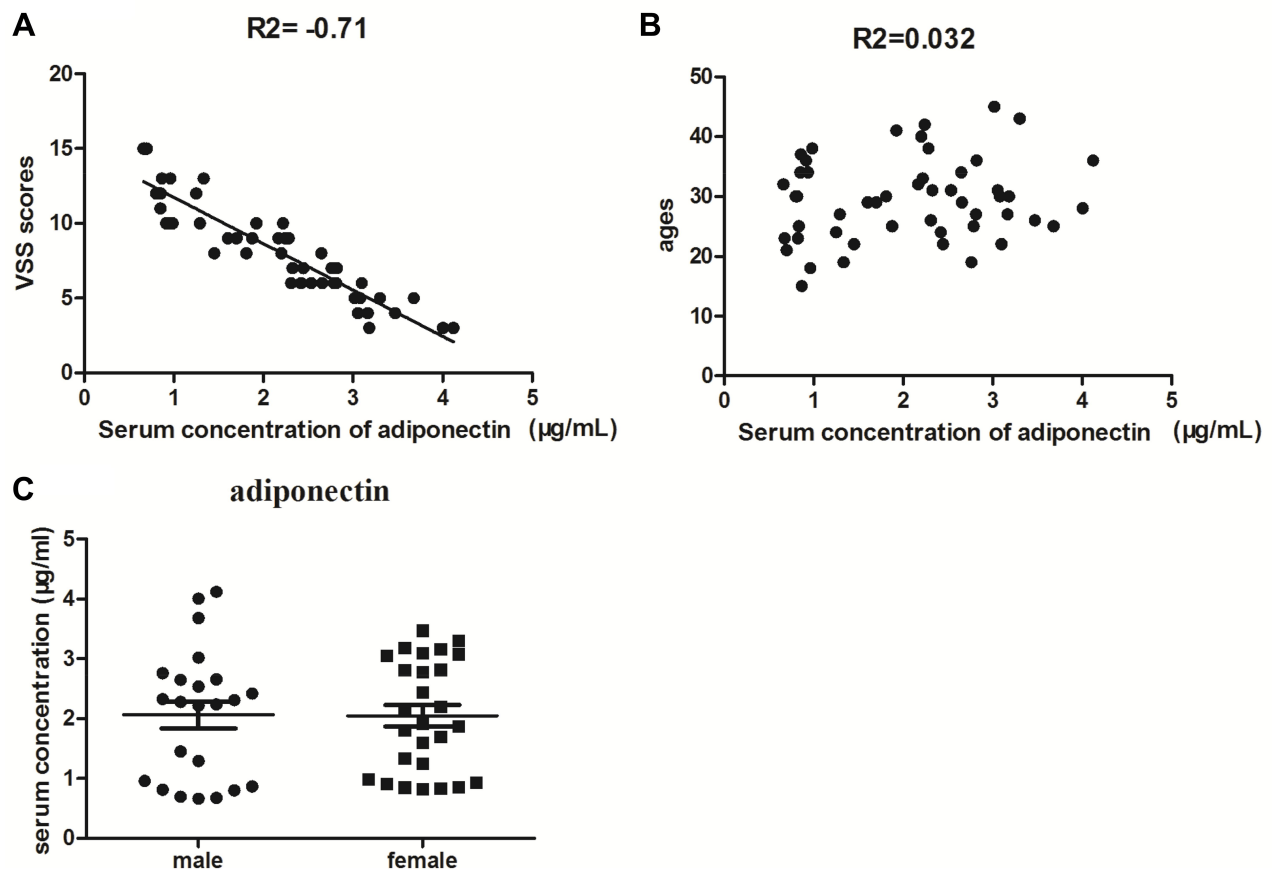 A
R2= -0.71
VSS scores
20
15
10
5
0
0 1 2 3 4 5
Serum concentration of adiponectin (µg/mL)
B
R2=0.032
ages
50
40
30
20
10
0
0 1 2 3 4 5
Serum concentration of adiponectin (µg/mL)
C
adiponectin
serum concentration (µg/ml)
5
4
3
2
1
0
male female